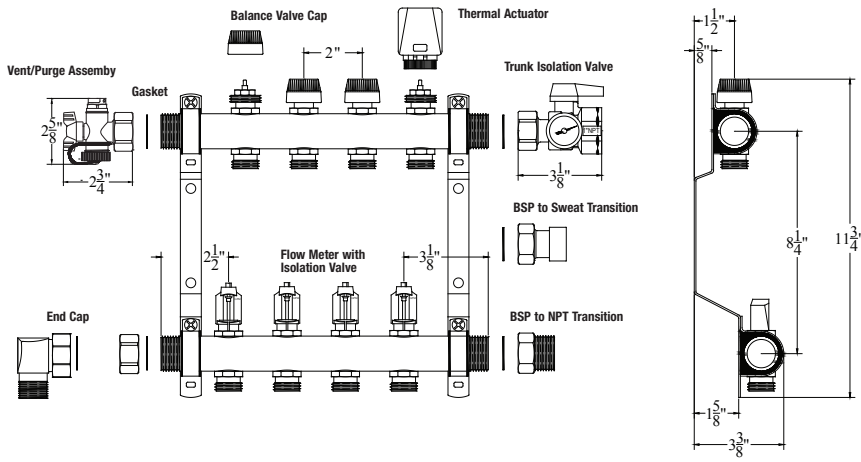 Balance Valve Cap
Thermal Actuator
1 1/2"
2"
5/8"
Vent/Purge Assemby
Trunk Isolation Valve
Gasket
2 5/8"
1"NPT
2 3/4"
3 1/8"
BSP to Sweat Transition
8 1/4"
11 3/4"
2 1/2"
Flow Meter with
Isolation Valve
3 1/8"
End Cap
BSP to NPT Transition
1 5/8"
3 3/8"